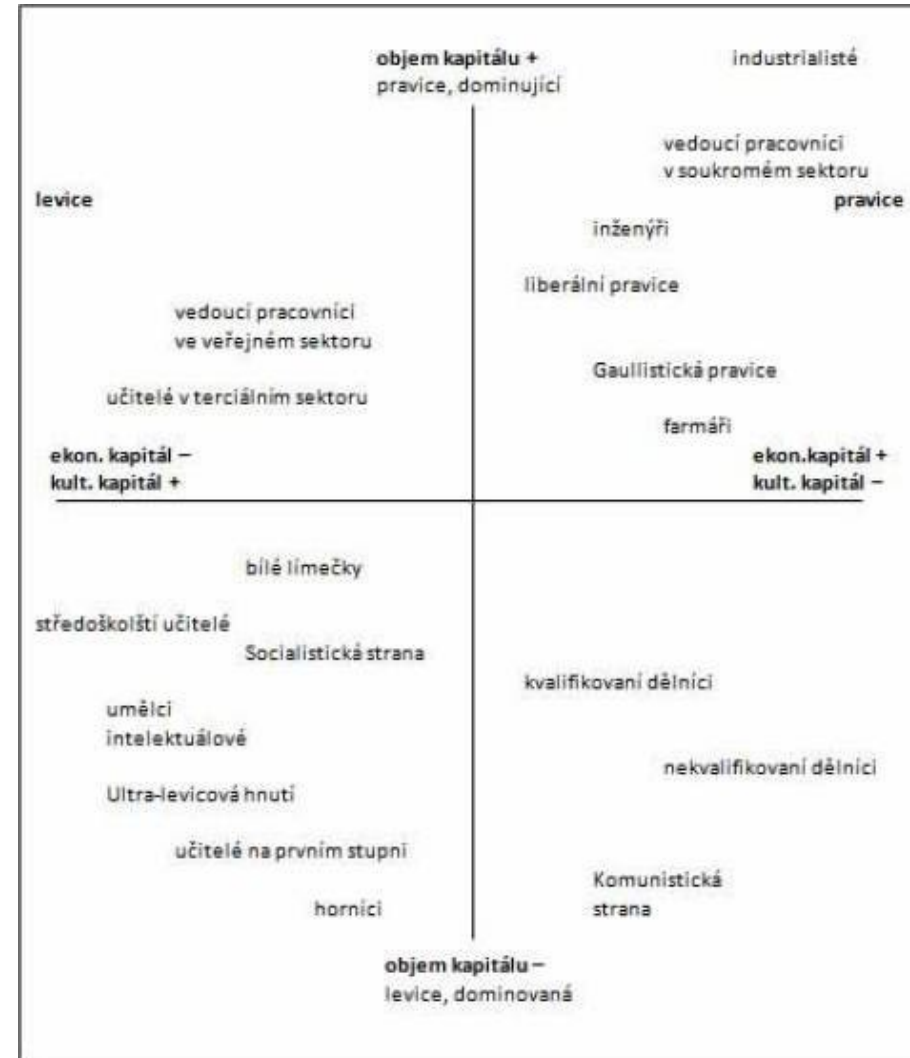 objem kapitálu +
pravice, dominující
industrialisté
vedoucí pracovníci
v soukromém sektoru
levice
pravice
inženýři
liberální pravice
vedoucí pracovníci
ve veřejném sektoru
Gaullistická pravice
učitelé v terciálním sektoru
farmáři
ekon. kapitál –
kult. kapitál +
ekon.kapitál +
kult. kapitál –
bílé límečky
středoškolští učitelé
Socialistická strana
kvalifikovaní dělníci
umělci
intelektuálové
nekvalifikovaní dělníci
Ultra-levicová hnutí
učitelé na prvním stupni
Komunistická
strana
horníci
objem kapitálu –
levice, dominovaná